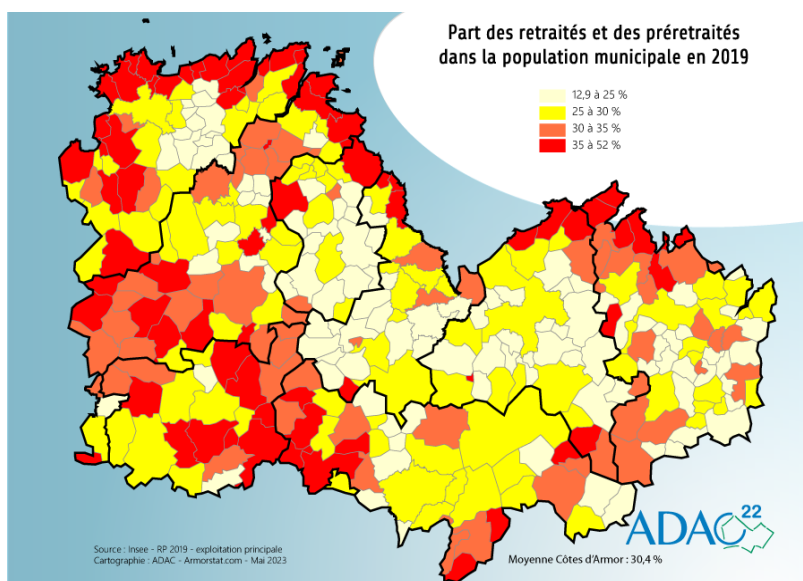 Part des retraités et des préretraités
dans la population municipale en 2019
12,9 à 25 %
25 à 30 %
30 à 35 %
35 à 52 %
ADAC 22
Source : Insee - RP 2019 - exploitation principale
Cartographie : ADAC - Armorstat.com - Mai 2023
Moyenne Côtes d'Armor : 30,4 %